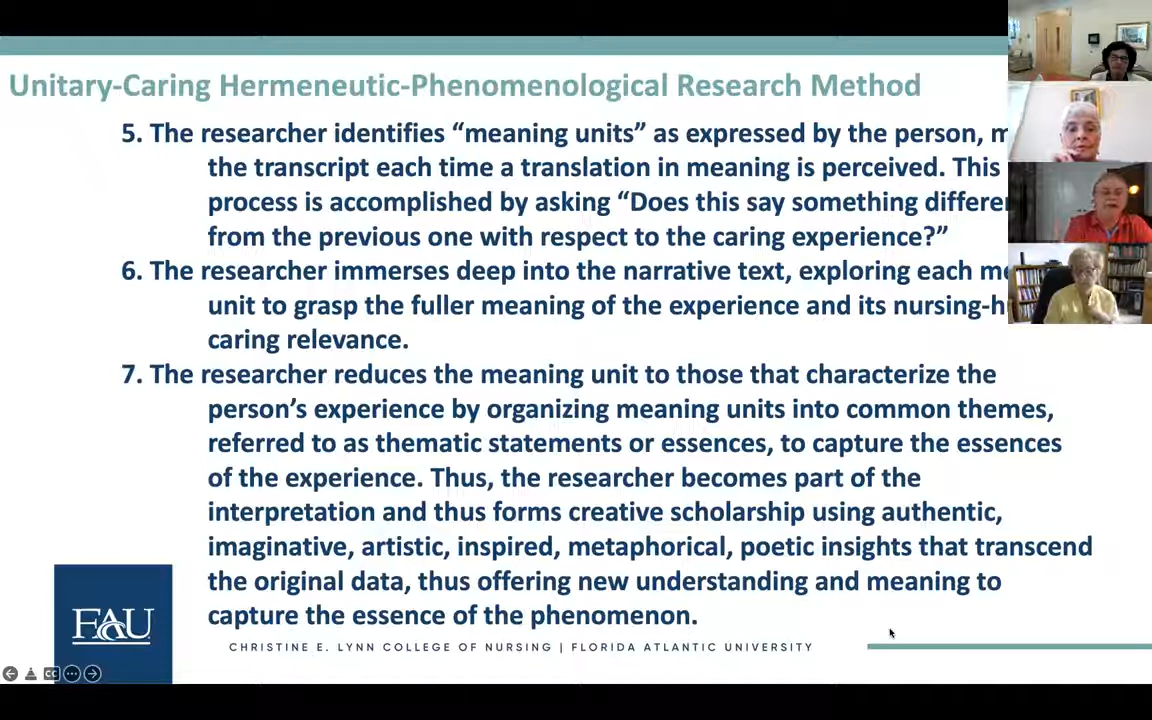 Unitary-Caring Hermeneutic-Phenomenological Research Method
5. The researcher identifies “meaning units” as expressed by the person,
the transcript each time a translation in meaning is perceived. This
process is accomplished by asking “Does this say something
from the previous one with respect to the caring experience?”
6. The researcher immerses deep into the narrative text, exploring each
unit to grasp the fuller meaning of the experience and its
caring relevance.
7. The researcher reduces the meaning unit to those that characterize the
person’s experience by organizing meaning units into common themes,
referred to as thematic statements or essences, to capture the essences
of the experience. Thus, the researcher becomes part of the
interpretation and thus forms creative scholarship using authentic,
imaginative, artistic, inspired, metaphorical, poetic insights that transcend
the original data, thus offering new understanding and meaning to
capture the essence of the phenomenon.
FAU
CHRISTINE E. LYNN COLLEGE OF NURSING | FLORIDA ATLANTIC UNIVERSITY
CC